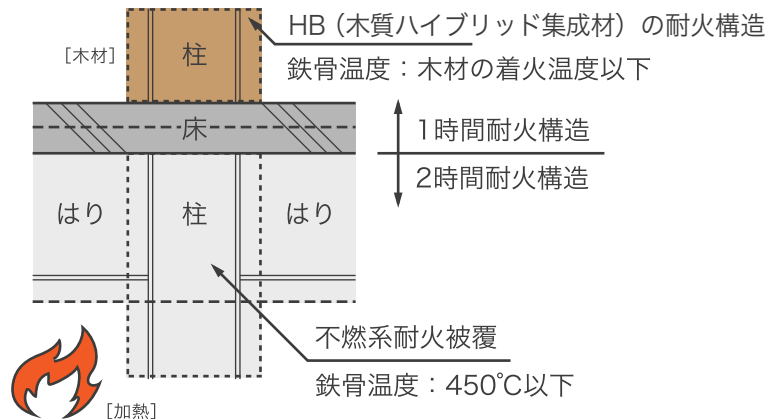 HB（木質ハイブリッド集成材）の耐火構造
[木材]
柱
鉄骨温度：木材の着火温度以下
床
1時間耐火構造
2時間耐火構造
はり
柱
はり
不燃系耐火被覆
鉄骨温度：450℃以下
[加熱]